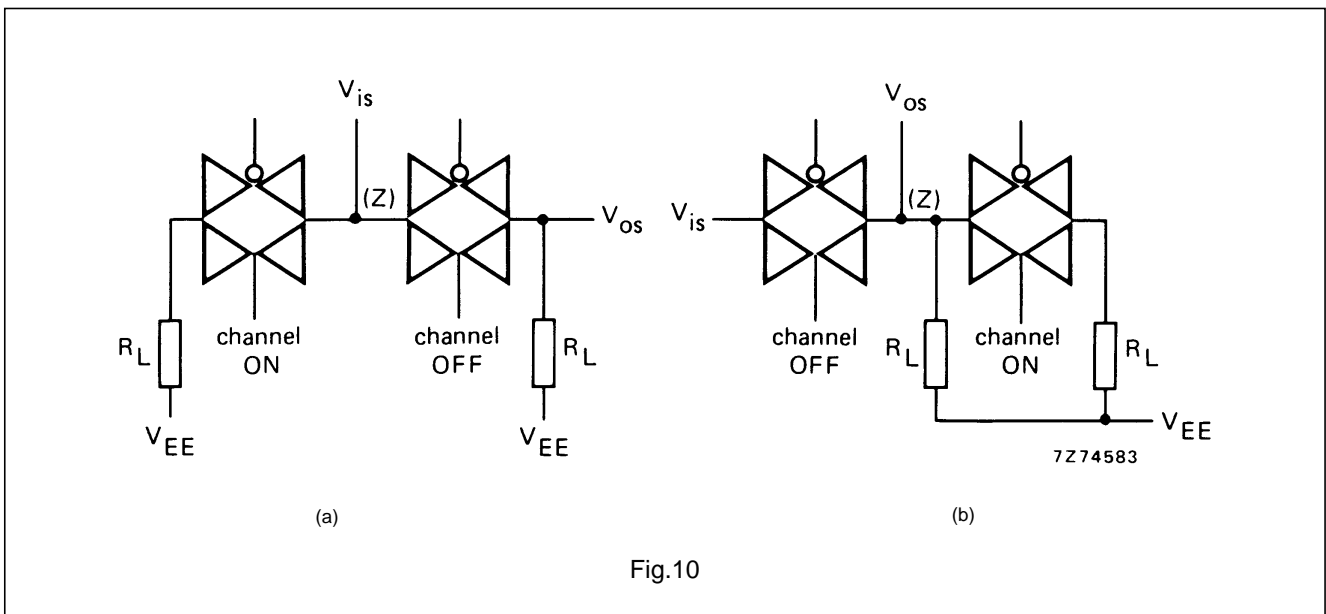 V_is
(Z)
V_os
R_L
channel
ON
channel
OFF
R_L
V_EE
V_EE
(a)
V_os
V_is
(Z)
channel
OFF
R_L
channel
ON
R_L
V_EE
7Z74583
(b)
Fig.10